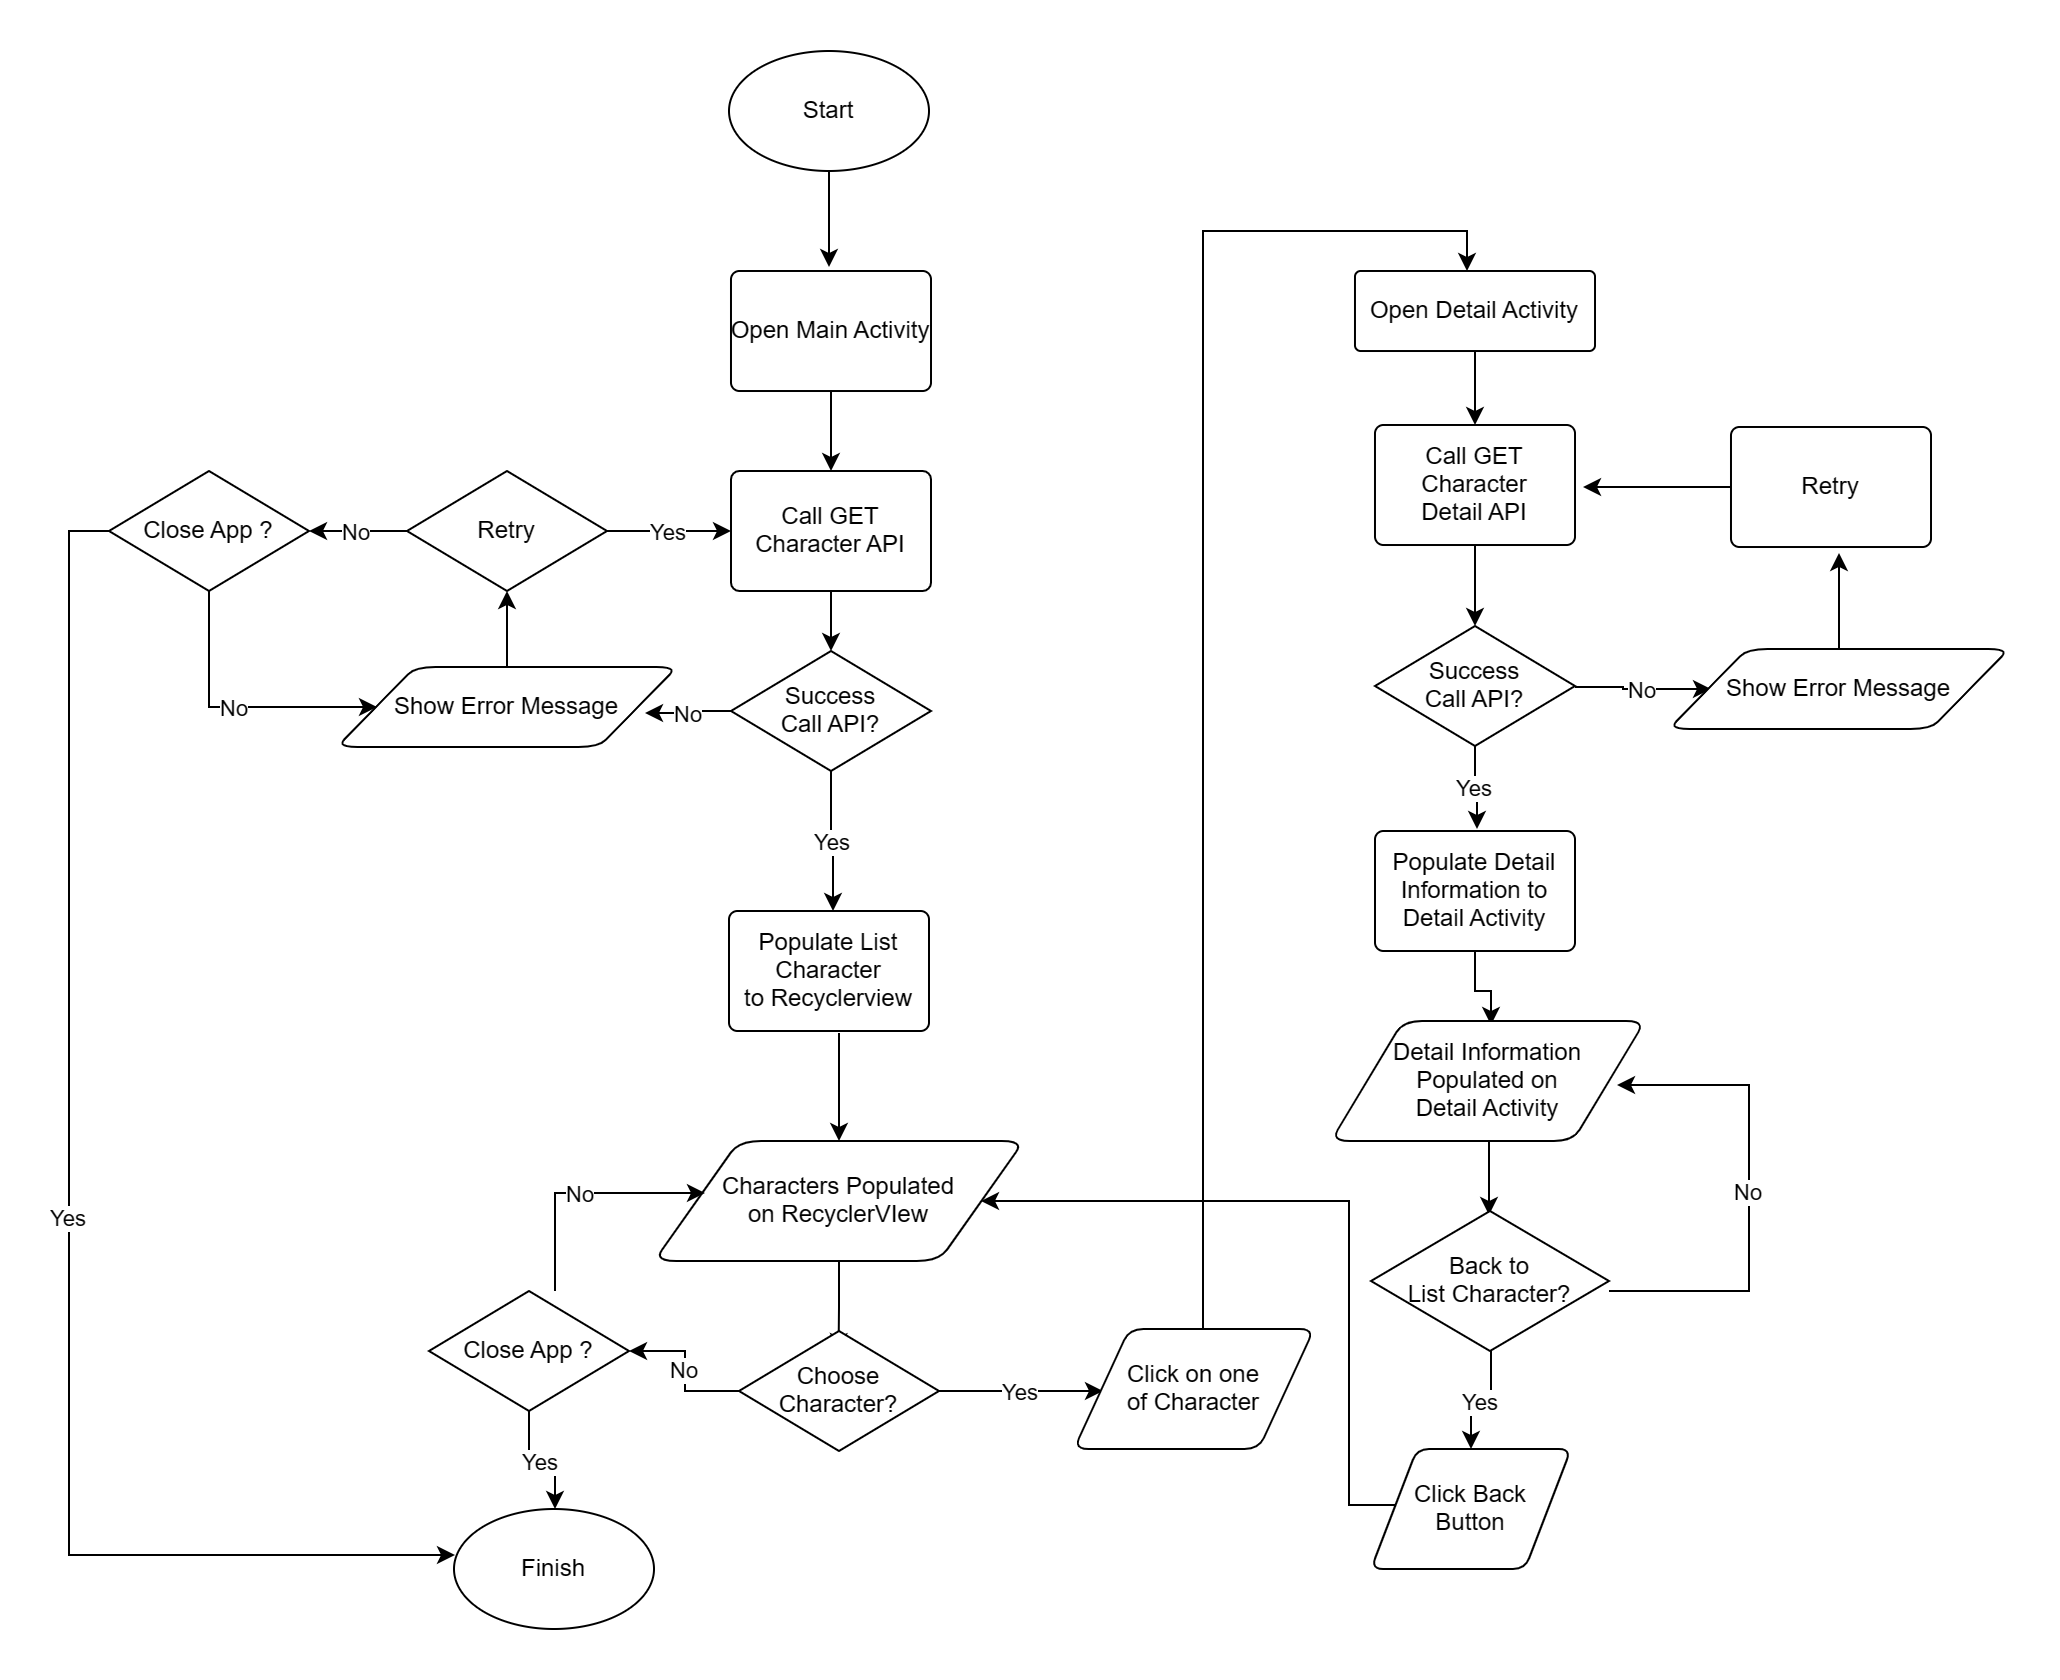 Start
Open Main Activity
Close App ?
No
Retry
Yes
Call GET
Character API
No
Show Error Message
No
Success
Call API?
Yes
Populate List
Character
to Recyclerview
No
Characters Populated
on RecyclerVIew
Yes
Close App ?
No
Choose
Character?
Yes
Click on one
of Character
Yes
Finish
Open Detail Activity
Call GET
Character
Detail API
Retry
Success
Call API?
No
Show Error Message
Yes
Populate Detail
Information to
Detail Activity
Detail Information
Populated on
Detail Activity
No
Back to
List Character?
Yes
Click Back
Button